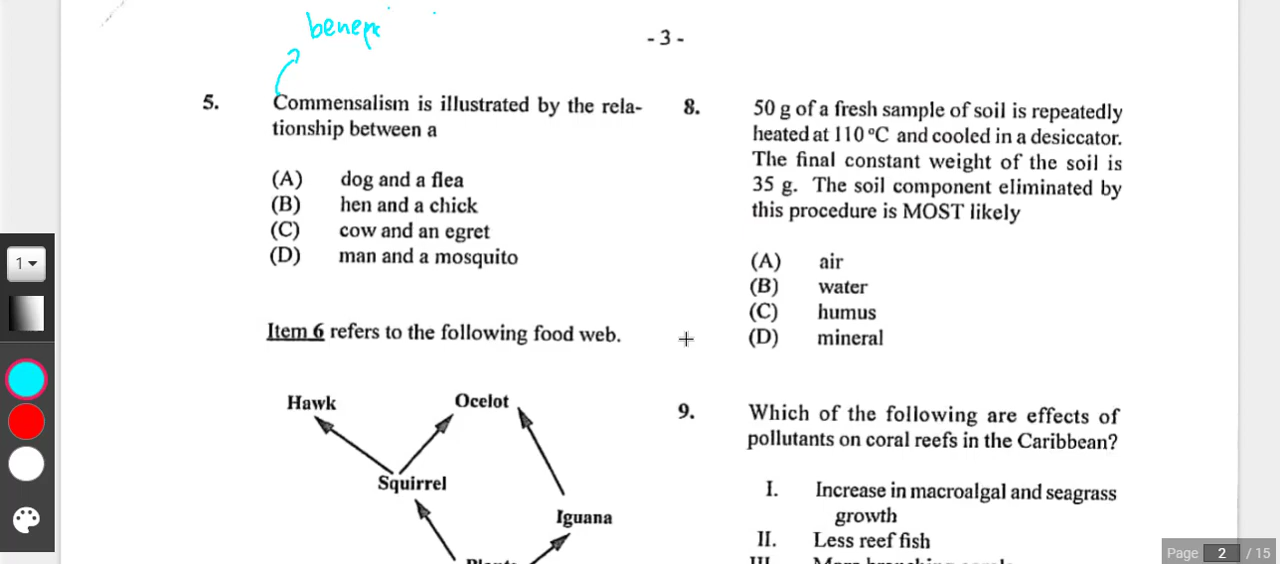 - 3 -
5. Commensalism is illustrated by the rela-
tionship between a
(A) dog and a flea
(B) hen and a chick
(C) cow and an egret
(D) man and a mosquito
Item 6 refers to the following food web.
Hawk
Ocelot
Squirrel
Iguana
8. 50 g of a fresh sample of soil is repeatedly
heated at 110 °C and cooled in a desiccator.
The final constant weight of the soil is
35 g. The soil component eliminated by
this procedure is MOST likely
(A) air
(B) water
(C) humus
(D) mineral
9. Which of the following are effects of
pollutants on coral reefs in the Caribbean?
I. Increase in macroalgal and seagrass
growth
II. Less reef fish
1
Page 2 / 15